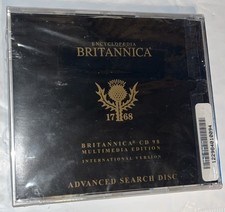 ENCYCLOPÆDIA
BRITANNICA®
17 68
BRITANNICA® CD 98
MULTIMEDIA EDITION
INTERNATIONAL VERSION
ADVANCED SEARCH DISC